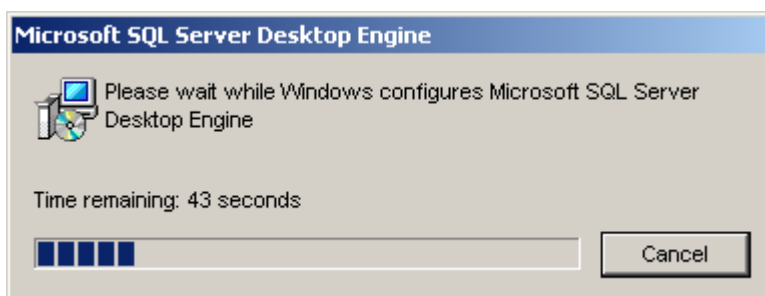 Microsoft SQL Server Desktop Engine
Please wait while Windows configures Microsoft SQL Server
Desktop Engine
Time remaining: 43 seconds
Cancel